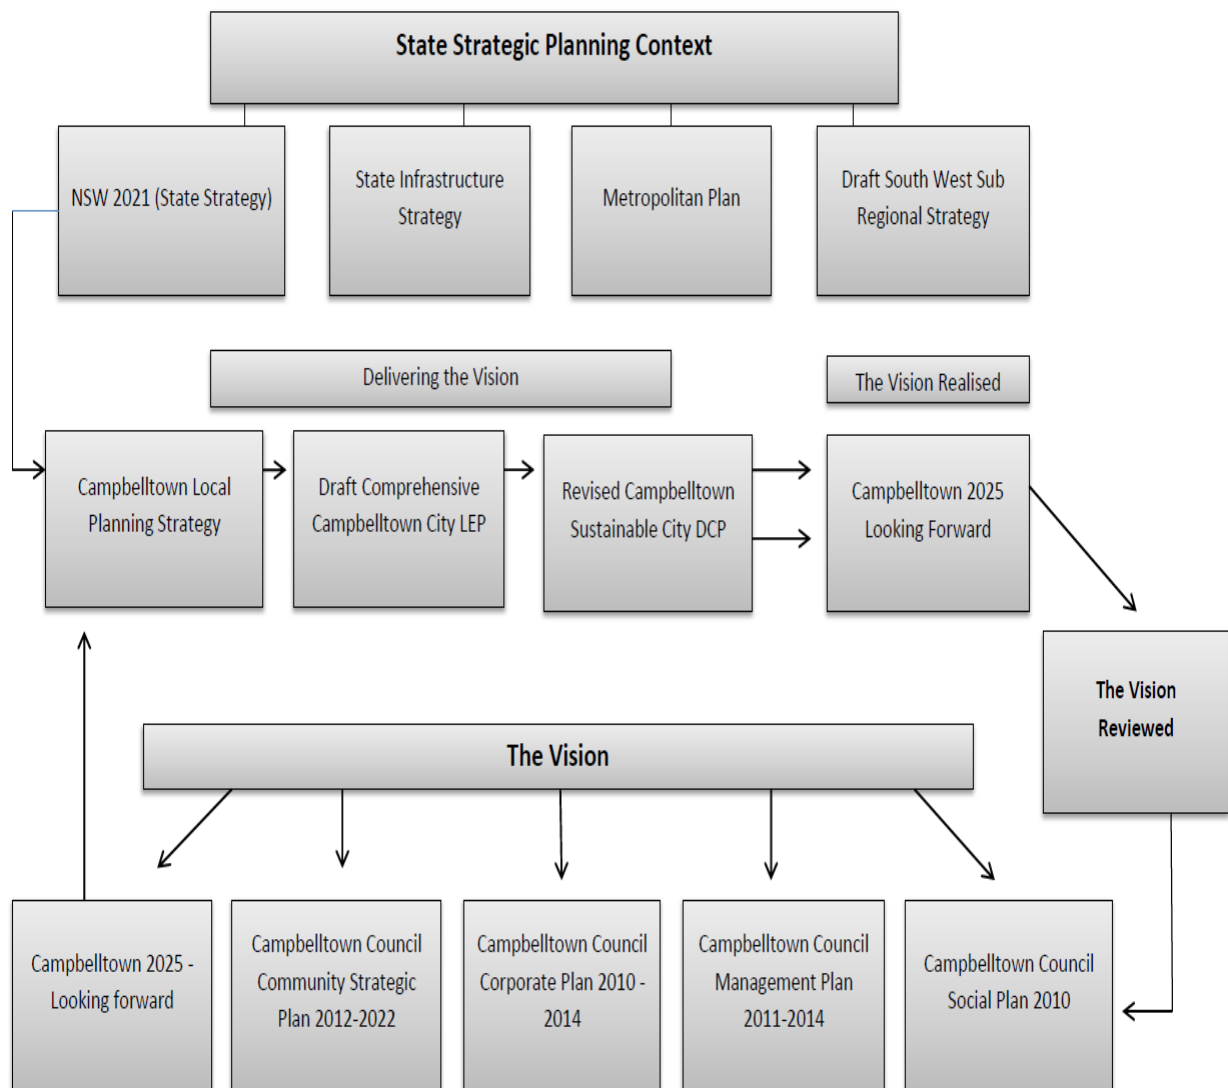 State Strategic Planning Context
NSW 2021 (State Strategy)
State Infrastructure
Strategy
Metropolitan Plan
Draft South West Sub
Regional Strategy
Delivering the Vision
The Vision Realised
Campbelltown Local
Planning Strategy
Draft Comprehensive
Campbelltown City LEP
Revised Campbelltown
Sustainable City DCP
Campbelltown 2025
Looking Forward
The Vision
Reviewed
The Vision
Campbelltown 2025 -
Looking forward
Campbelltown Council
Community Strategic
Plan 2012-2022
Campbelltown Council
Corporate Plan 2010 -
2014
Campbelltown Council
Management Plan
2011-2014
Campbelltown Council
Social Plan 2010